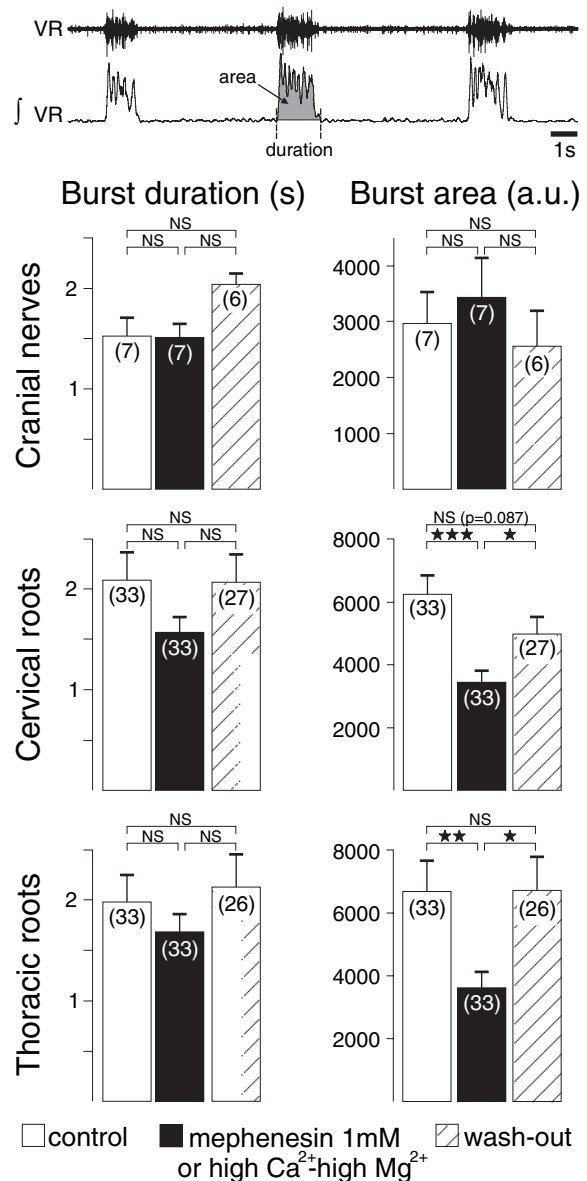 VR
area
∫ VR
duration
1s
Burst duration (s)
Burst area (a.u.)
Cranial nerves
NS
NS NS
2
1
(7) (7) (6)
NS
NS NS
4000
3000
2000
1000
(7) (7) (6)
Cervical roots
NS
NS NS
2
1
(33) (33) (27)
NS (p=0.087)
★★★ ★
8000
6000
4000
2000
(33) (33) (27)
Thoracic roots
NS
NS NS
2
1
(33) (33) (26)
NS
★★ ★
8000
6000
4000
2000
(33) (33) (26)
control mephenesin 1mM wash-out
or high Ca²⁺-high Mg²⁺